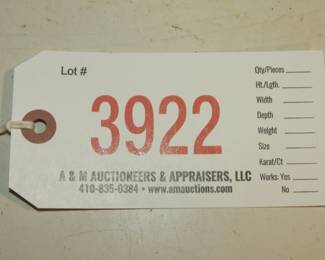 Lot #
3922
A & M AUCTIONEERS & APPRAISERS, LLC
410-835-0384 • www.amauctions.com
Qty/Pieces
Ht./Lgth.
Width
Depth
Weight
Size
Karat/Ct
Works: Yes
No